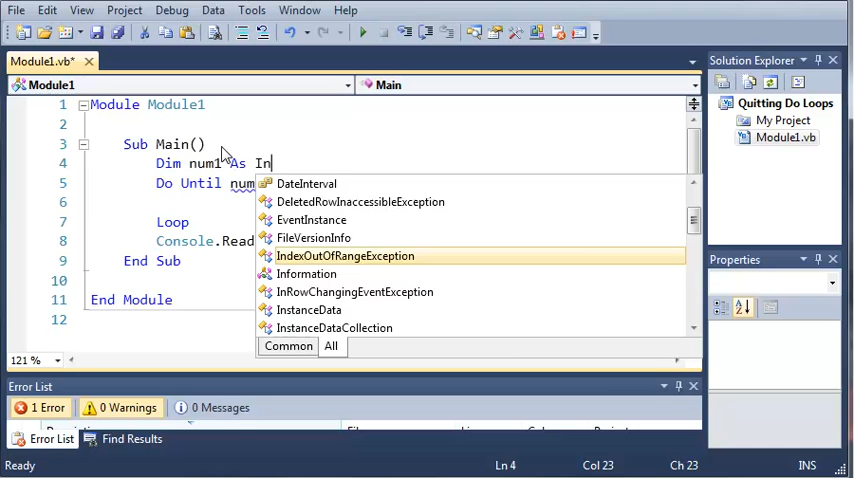 File Edit View Project Debug Data Tools Window Help
Module1.vb*
Module1
Main
1 Module Module1
2
3 Sub Main()
4 Dim num1 As In
5 Do Until num
6
7 Loop
8 Console.Read
9 End Sub
10
11 End Module
12
DateInterval
DeletedRowInaccessibleException
EventInstance
FileVersionInfo
IndexOutOfRangeException
Information
InRowChangingEventException
InstanceData
InstanceDataCollection
Common All
121 %
Solution Explorer
Quitting Do Loops
My Project
Module1.vb
Properties
Error List
1 Error 0 Warnings 0 Messages
Error List Find Results
Ready Ln 4 Col 23 Ch 23 INS